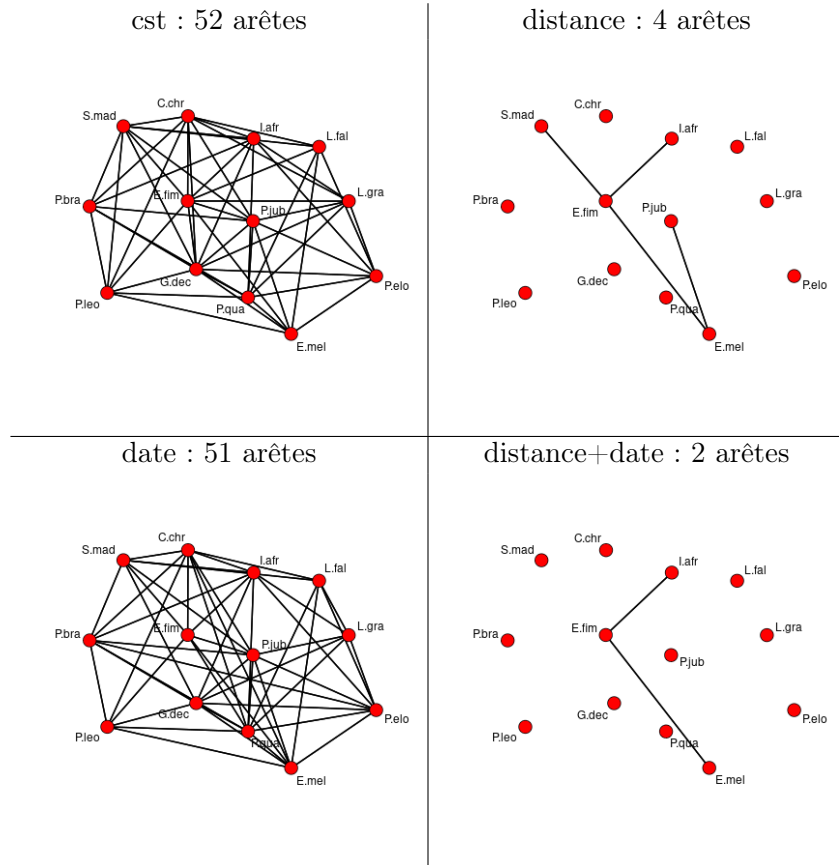 cst : 52 arêtes
C.chr
S.mad
I.afr
L.fal
E.fim
L.gra
P.bra
P.jub
G.dec
P.elo
P.leo
P.qua
E.mel
distance : 4 arêtes
C.chr
S.mad
I.afr
L.fal
L.gra
P.bra
E.fim
P.jub
G.dec
P.elo
P.leo
P.qua
E.mel
date : 51 arêtes
C.chr
S.mad
I.afr
L.fal
E.fim
L.gra
P.bra
P.jub
G.dec
P.elo
P.leo
P.qua
E.mel
distance+date : 2 arêtes
C.chr
S.mad
I.afr
L.fal
E.fim
L.gra
P.bra
P.jub
G.dec
P.elo
P.leo
P.qua
E.mel